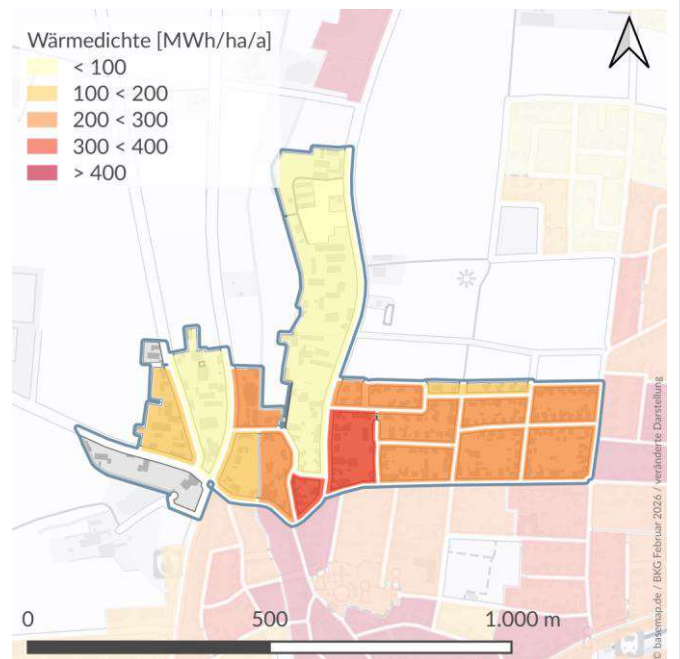 Wärmedichte [MWh/ha/a]
< 100
100 < 200
200 < 300
300 < 400
> 400
© basemap.de / BKG Februar 2026 / veränderte Darstellung
0 500 1.000 m